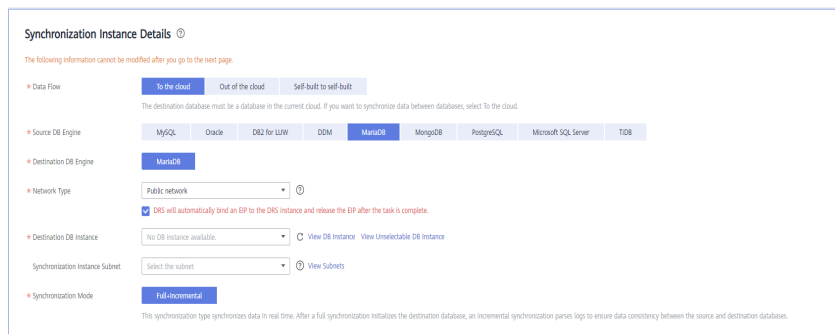 Synchronization Instance Details ?
The following information cannot be modified after you go to the next page.
* Data Flow To the cloud Out of the cloud Self-built to self-built
The destination database must be a database in the current cloud. If you want to synchronize data between databases, select To the cloud.
* Source DB Engine MySQL Oracle DB2 for LUW DDM MariaDB MongoDB PostgreSQL Microsoft SQL Server TiDB
* Destination DB Engine MariaDB
* Network Type Public network ?
DRS will automatically bind an EIP to the DRS instance and release the EIP after the task is complete.
* Destination DB Instance No DB instance available. View DB Instance View Unselectable DB Instance
Synchronization Instance Subnet Select the subnet ? View Subnets
* Synchronization Mode Full+Incremental
This synchronization type synchronizes data in real time. After a full synchronization initializes the destination database, an incremental synchronization parses logs to ensure data consistency between the source and destination databases.